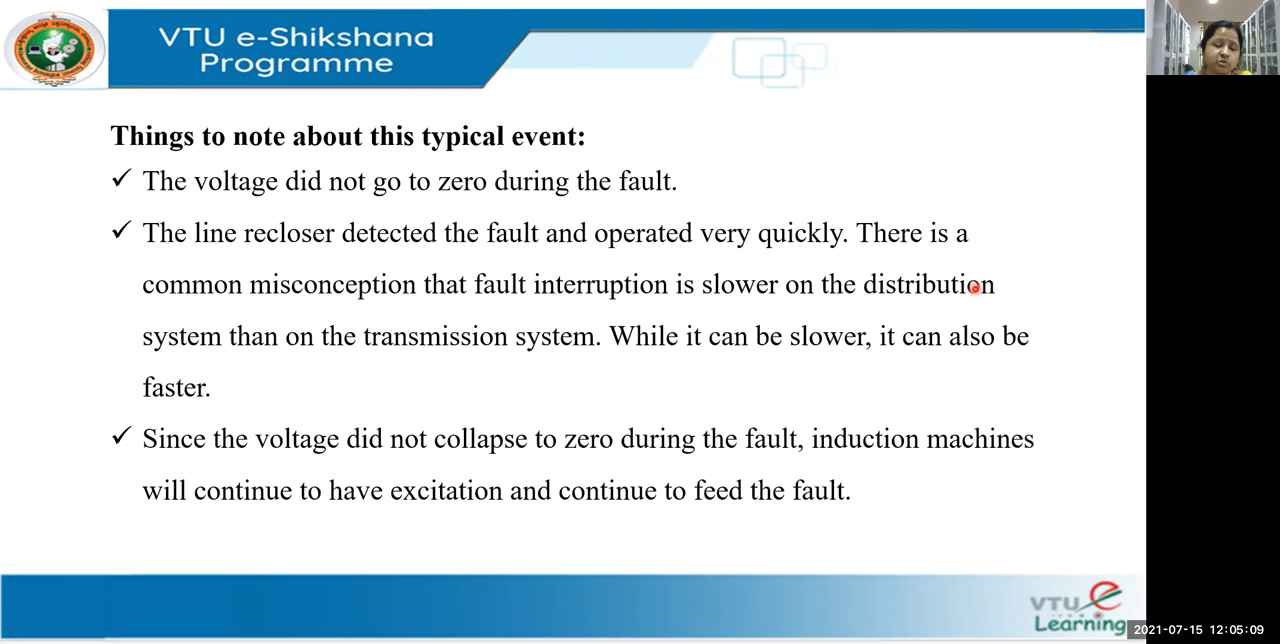 VTU e-Shikshana
Programme
Things to note about this typical event:
✓ The voltage did not go to zero during the fault.
✓ The line recloser detected the fault and operated very quickly. There is a
common misconception that fault interruption is slower on the distribution
system than on the transmission system. While it can be slower, it can also be
faster.
✓ Since the voltage did not collapse to zero during the fault, induction machines
will continue to have excitation and continue to feed the fault.
VTU e
Learning
2021-07-15 12:05:09